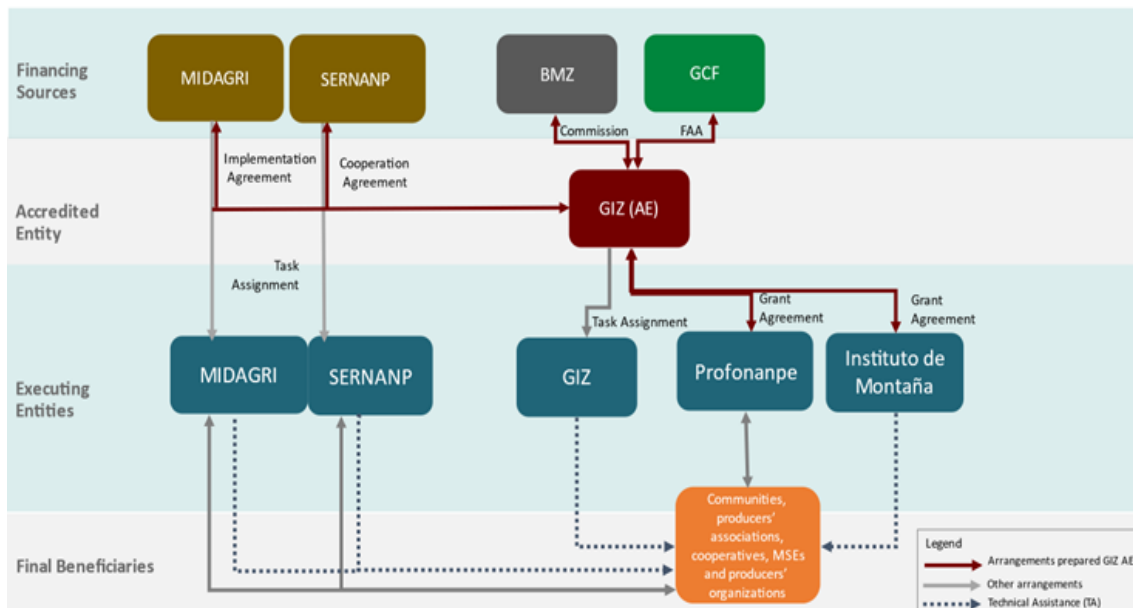 Financing
Sources
MIDAGRI
SERNANP
BMZ
GCF
Commission
FAA
Implementation
Agreement
Cooperation
Agreement
Accredited
Entity
GIZ (AE)
Task
Assignment
Task Assignment
Grant
Agreement
Grant
Agreement
Executing
Entities
MIDAGRI
SERNANP
GIZ
Profonanpe
Instituto de
Montaña
Final Beneficiaries
Communities,
producers’
associations,
cooperatives, MSEs
and producers’
organizations
Legend
Arrangements prepared GIZ AE
Other arrangements
Technical Assistance (TA)